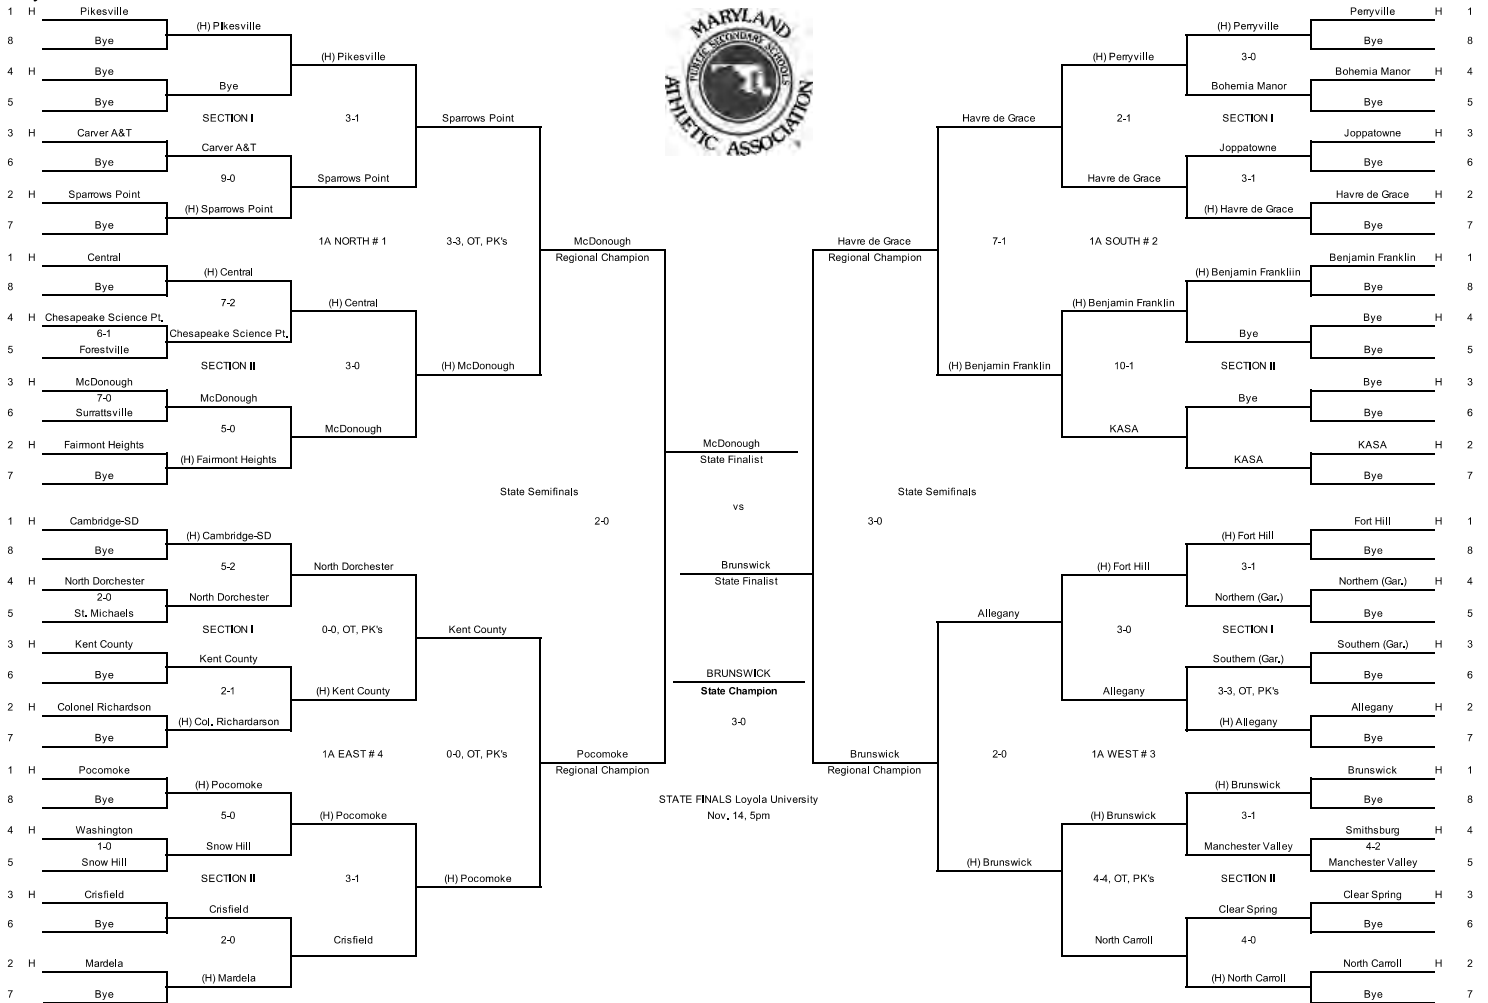 1 H Pikesville
8 Bye
(H) Pikesville
4 H Bye
5 Bye
Bye
(H) Pikesville
SECTION I
3-1
3 H Carver A&T
6 Bye
Carver A&T
9-0
2 H Sparrows Point
7 Bye
(H) Sparrows Point
Sparrows Point
Sparrows Point
1A NORTH # 1
3-3, OT, PK's
1 H Central
8 Bye
(H) Central
7-2
4 H Chesapeake Science Pt.
6-1
5 Forestville
Chesapeake Science Pt.
(H) Central
SECTION II
3-0
3 H McDonough
7-0
6 Surrattsville
McDonough
5-0
2 H Fairmont Heights
7 Bye
(H) Fairmont Heights
McDonough
(H) McDonough
McDonough
Regional Champion
State Semifinals
2-0
1 H Cambridge-SD
8 Bye
(H) Cambridge-SD
5-2
4 H North Dorchester
2-0
5 St. Michaels
North Dorchester
North Dorchester
SECTION I
0-0, OT, PK's
3 H Kent County
6 Bye
Kent County
2-1
2 H Colonel Richardson
7 Bye
(H) Col. Richardarson
(H) Kent County
Kent County
1A EAST # 4
0-0, OT, PK's
1 H Pocomoke
8 Bye
(H) Pocomoke
5-0
4 H Washington
1-0
5 Snow Hill
Snow Hill
(H) Pocomoke
SECTION II
3-1
3 H Crisfield
6 Bye
Crisfield
2-0
2 H Mardela
7 Bye
(H) Mardela
Crisfield
(H) Pocomoke
Pocomoke
Regional Champion
MARYLAND
PUBLIC SECONDARY SCHOOLS
ATHLETIC ASSOCIATION
McDonough
State Finalist
vs
Brunswick
State Finalist
BRUNSWICK
State Champion
3-0
STATE FINALS Loyola University
Nov. 14, 5pm
Perryville H 1
Bye 8
(H) Perryville
3-0
Bohemia Manor H 4
Bye 5
Bohemia Manor
(H) Perryville
SECTION I
2-1
Joppatowne H 3
Bye 6
Joppatowne
3-1
Havre de Grace H 2
Bye 7
(H) Havre de Grace
Havre de Grace
Havre de Grace
1A SOUTH # 2
7-1
Benjamin Franklin H 1
Bye 8
(H) Benjamin Frankliin
Bye H 4
Bye 5
Bye
(H) Benjamin Franklin
SECTION II
10-1
Bye H 3
Bye 6
Bye
KASA H 2
Bye 7
KASA
KASA
(H) Benjamin Franklin
Havre de Grace
Regional Champion
State Semifinals
3-0
Fort Hill H 1
Bye 8
(H) Fort Hill
3-1
Northern (Gar.) H 4
Bye 5
Northern (Gar.)
(H) Fort Hill
SECTION I
3-0
Southern (Gar.) H 3
Bye 6
Southern (Gar.)
3-3, OT, PK's
Allegany H 2
Bye 7
(H) Allegany
Allegany
Allegany
1A WEST # 3
2-0
Brunswick H 1
Bye 8
(H) Brunswick
3-1
Smithsburg H 4
4-2
Manchester Valley 5
Manchester Valley
(H) Brunswick
SECTION II
4-4, OT, PK's
Clear Spring H 3
Bye 6
Clear Spring
4-0
North Carroll H 2
Bye 7
(H) North Carroll
North Carroll
(H) Brunswick
Brunswick
Regional Champion